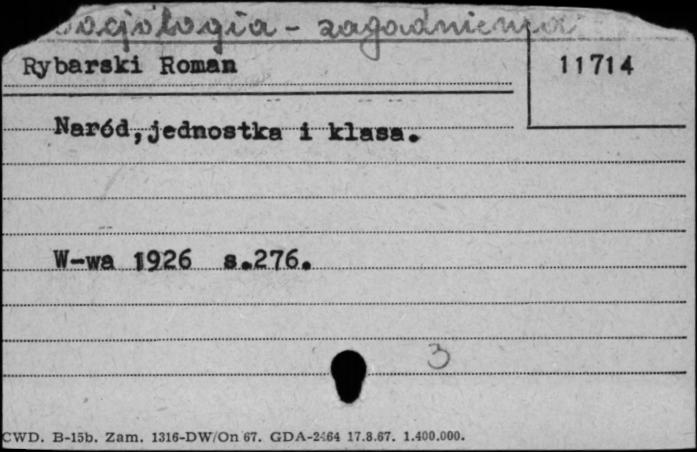 Socjologia - zagadnienia
Rybarski Roman
11714
Naród, jednostka i klasa.
W-wa 1926 s.276.
3
CWD. B-15b. Zam. 1316-DW/On 67. GDA-2464 17.8.67. 1.400.000.